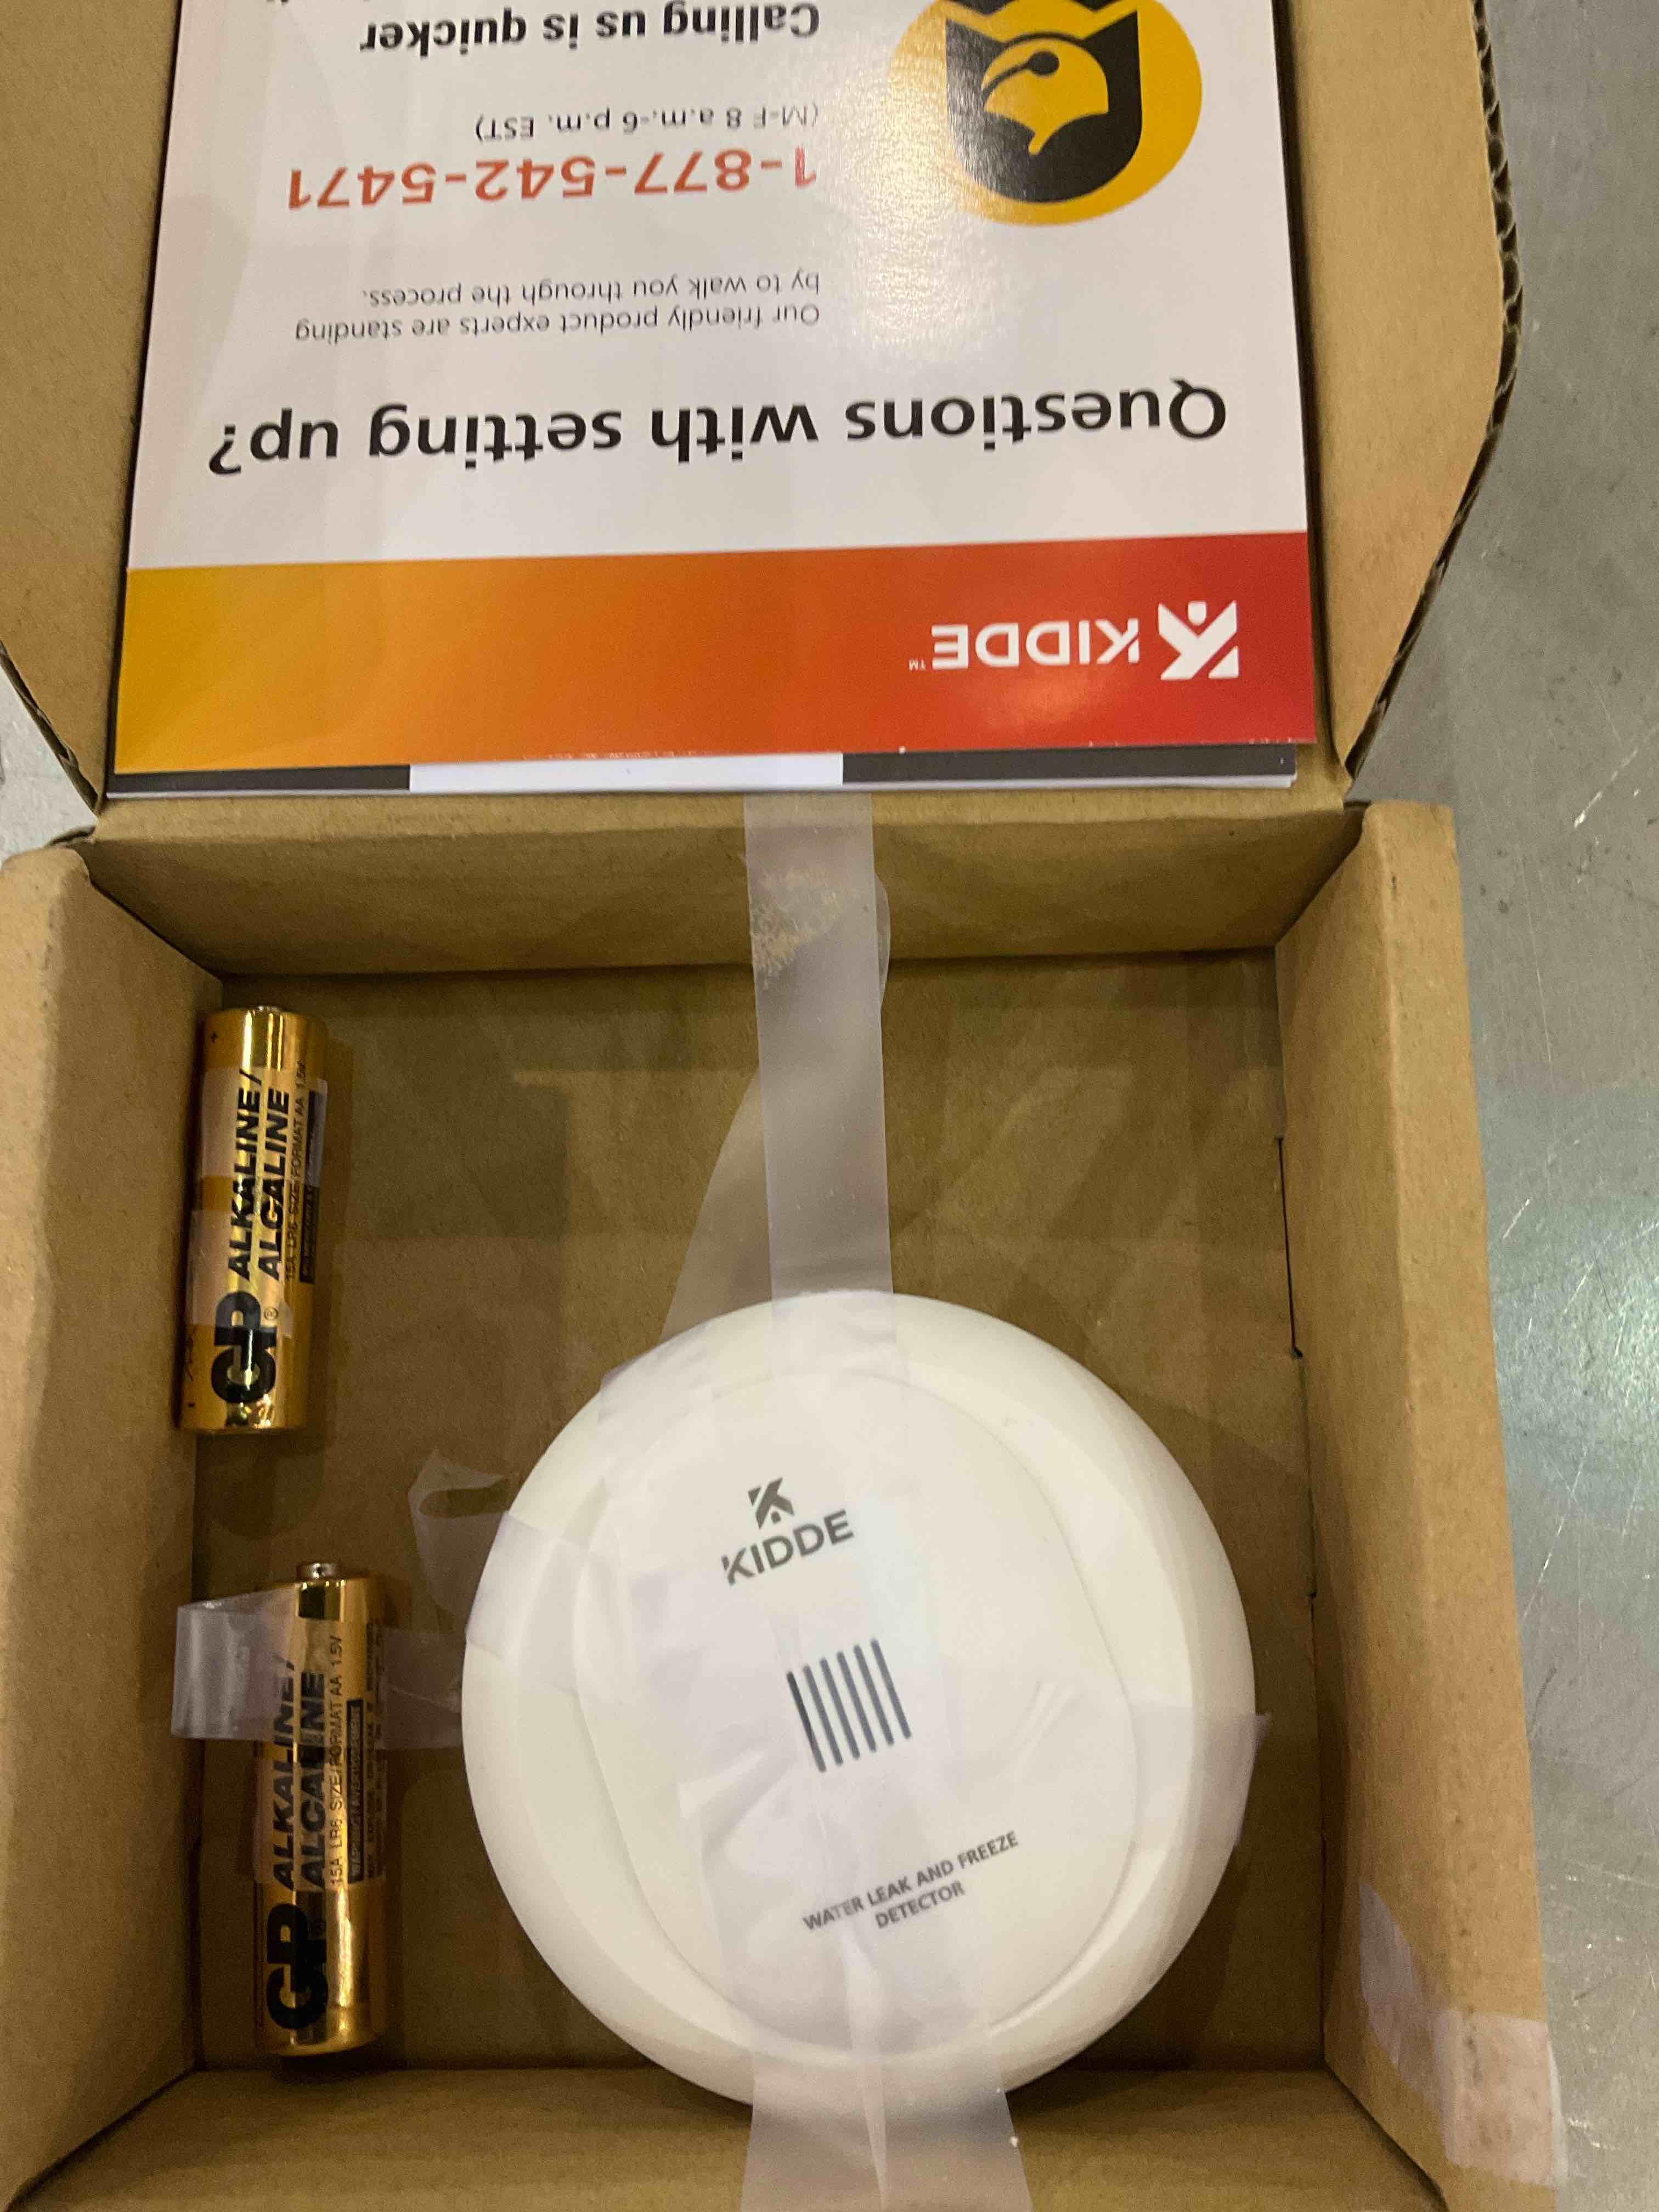 KIDDE™
Questions with setting up?
Our friendly product experts are standing
by to walk you through the process.
1-877-542-5471
(M-F 8 a.m.-6 p.m. EST)
Calling us is quicker
GP® ALKALINE/
ALCALINE
15A LR6 SIZE/FORMAT AA 1.5V
+
-
GP ALKALINE/
ALCALINE
15A LR6 SIZE/FORMAT AA 1.5V
WARNING/AVERTISSEMENT
KIDDE
WATER LEAK AND FREEZE
DETECTOR